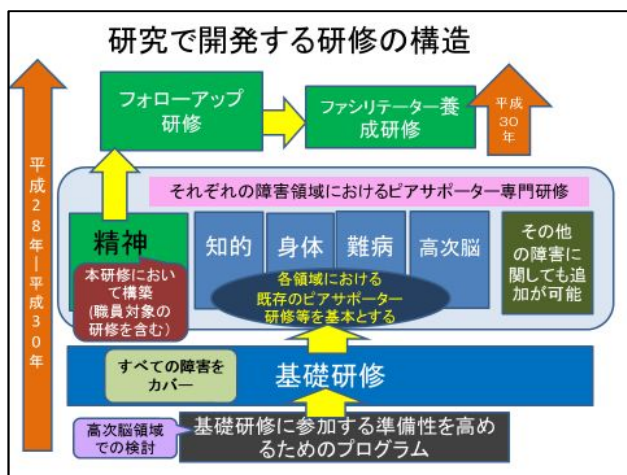 研究で開発する研修の構造
フォローアップ
研修
ファシリテーター養
成研修
平成
30
年
平成28年ー平成30年
それぞれの障害領域におけるピアサポーター専門研修
精神
知的
身体
難病
高次脳
その他
の障害に
関しても追
加が可能
本研修におい
て構築
(職員対象の
研修を含む)
各領域における
既存のピアサポーター
研修等を基本とする
すべての障害を
カバー
基礎研修
高次脳領域
での検討
基礎研修に参加する準備性を高め
るためのプログラム